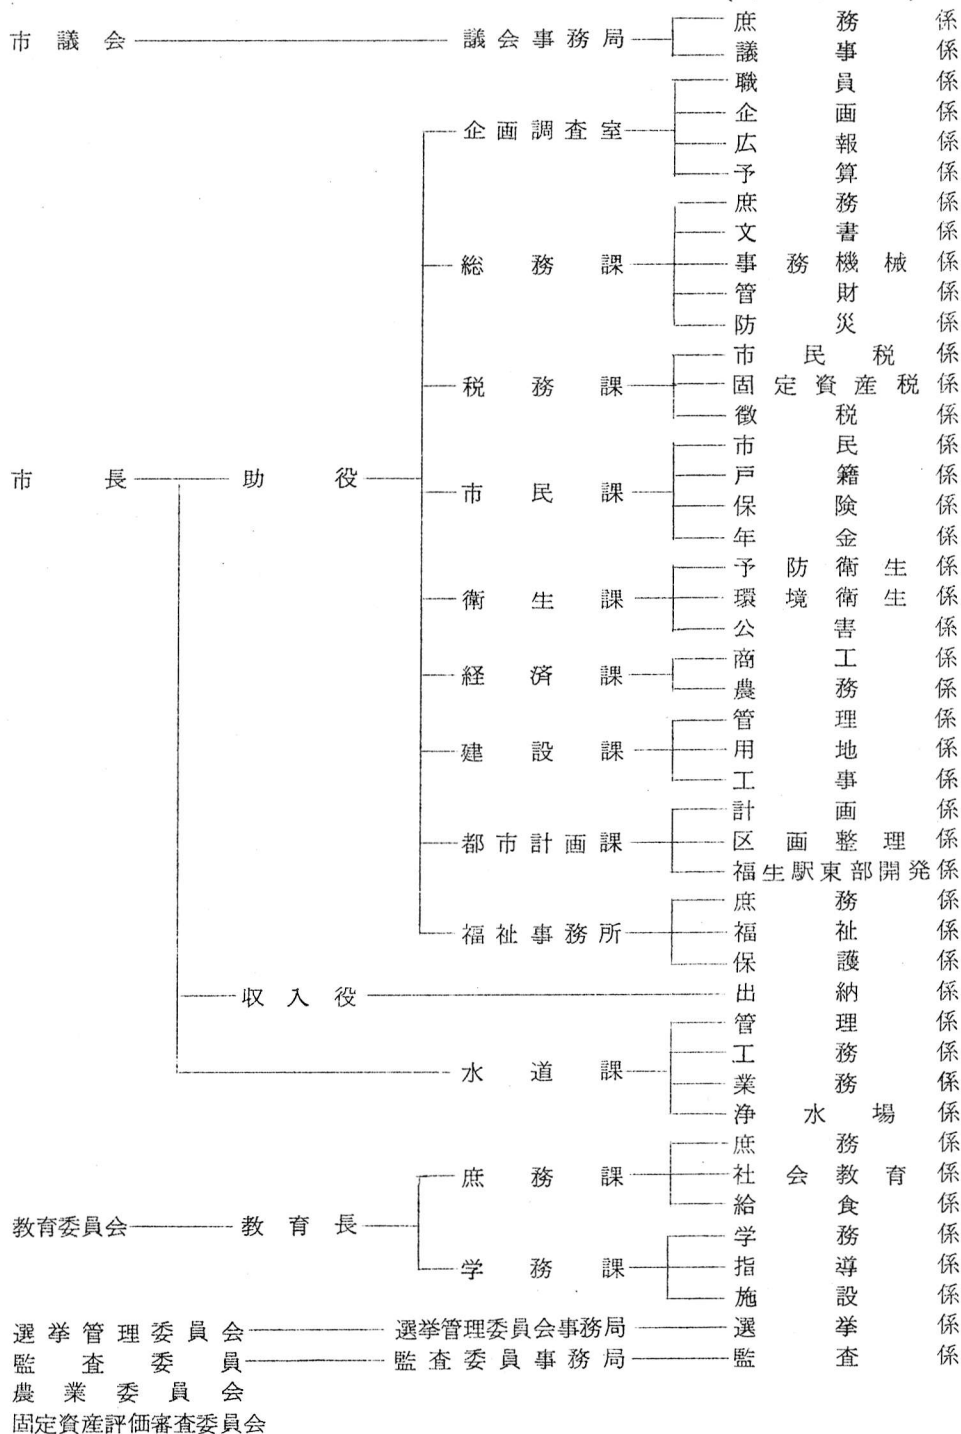 庶務係
市議会 議会事務局
議事係
職員係
企画係
企画調査室
広報係
予算係
庶務係
文書係
総務課 事務機械係
管財係
防災係
市民税係
税務課 固定資産税係
徴税係
市民係
市長 助役 戸籍係
市民課
保険係
年金係
予防衛生係
衛生課 環境衛生係
公害係
商工係
経済課
農務係
管理係
建設課 用地係
工事係
計画係
都市計画課 区画整理係
福生駅東部開発係
庶務係
福祉事務所 福祉係
保護係
収入役 出納係
管理係
工務係
水道課
業務係
浄水場係
庶務係
庶務課 社会教育係
給食係
教育委員会 教育長
学務係
学務課 指導係
施設係
選挙管理委員会 選挙管理委員会事務局 選挙係
監査委員 監査委員事務局 監査係
農業委員会
固定資産評価審査委員会